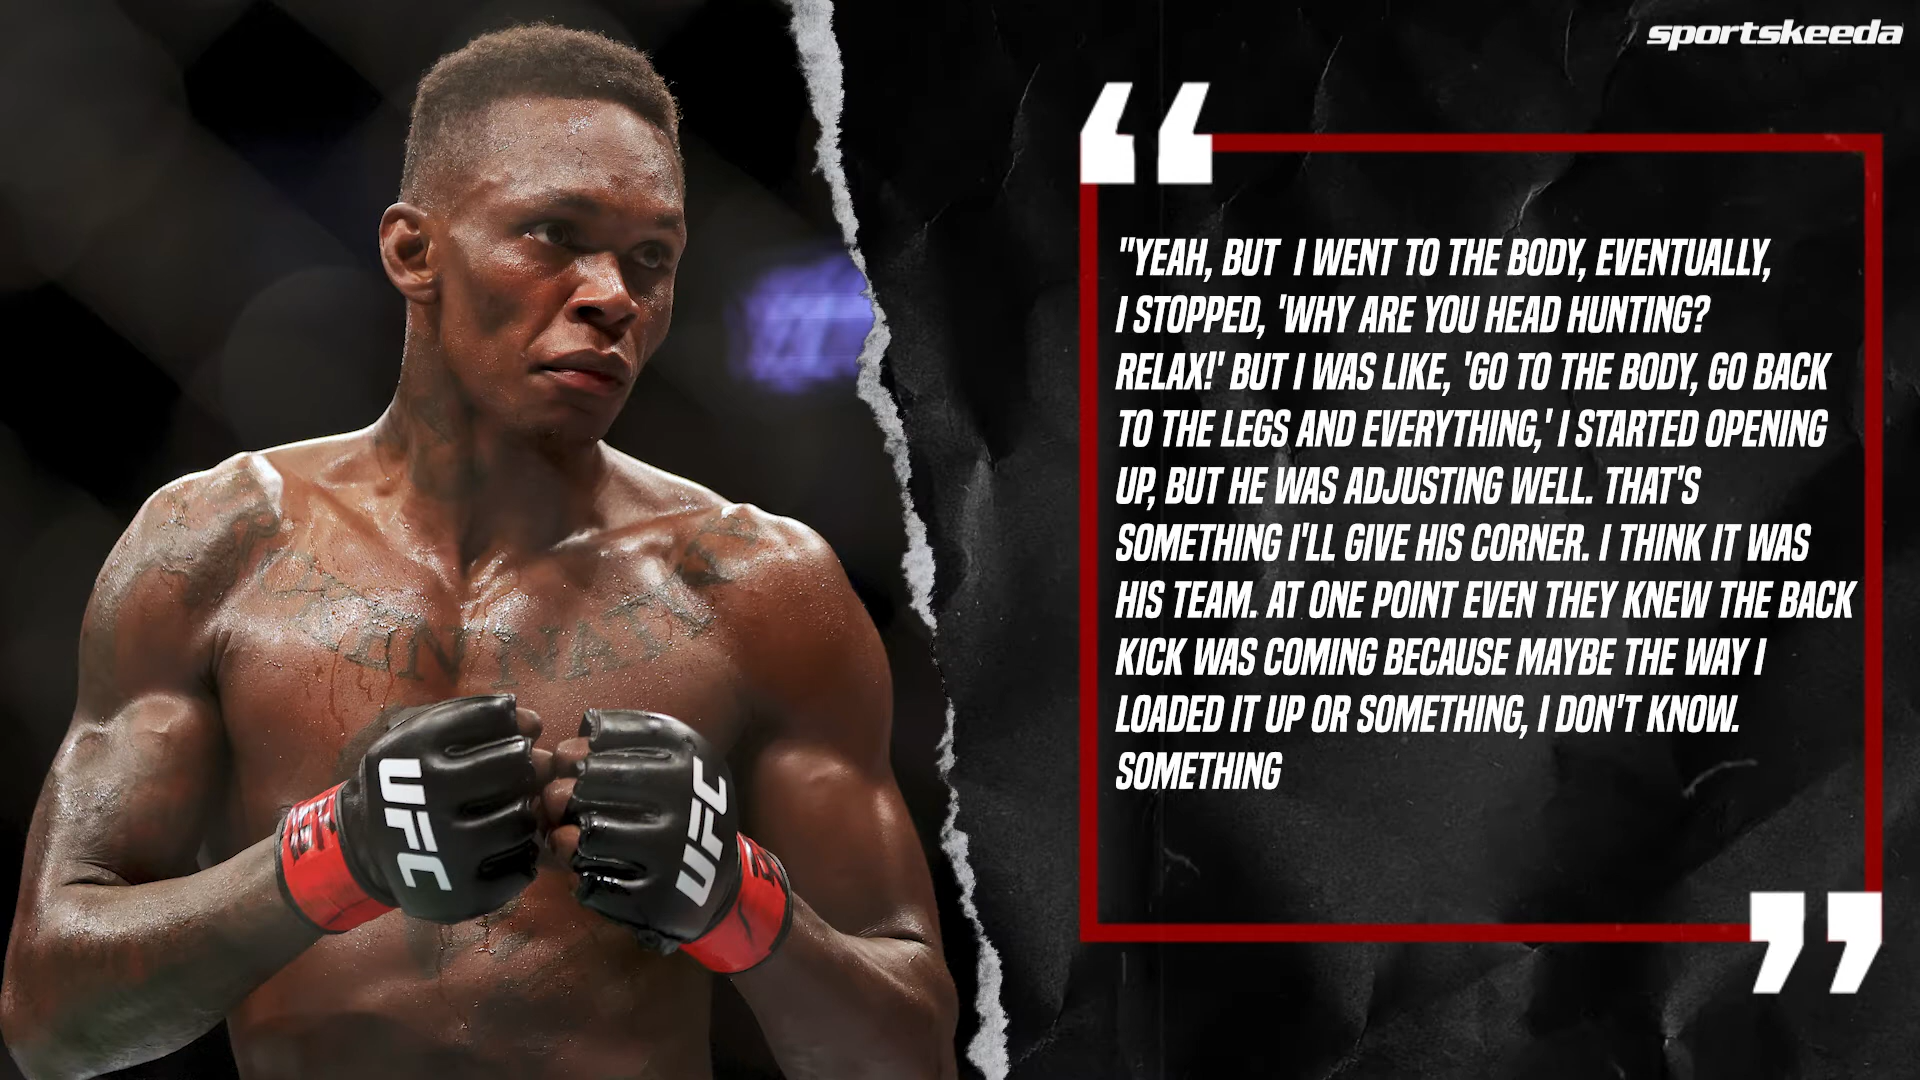 sportskeeda
"YEAH, BUT I WENT TO THE BODY, EVENTUALLY,
I STOPPED, 'WHY ARE YOU HEAD HUNTING?
RELAX!' BUT I WAS LIKE, 'GO TO THE BODY, GO BACK
TO THE LEGS AND EVERYTHING,' I STARTED OPENING
UP, BUT HE WAS ADJUSTING WELL. THAT'S
SOMETHING I'LL GIVE HIS CORNER. I THINK IT WAS
HIS TEAM. AT ONE POINT EVEN THEY KNEW THE BACK
KICK WAS COMING BECAUSE MAYBE THE WAY I
LOADED IT UP OR SOMETHING, I DON'T KNOW.
SOMETHING
UFC
UFC